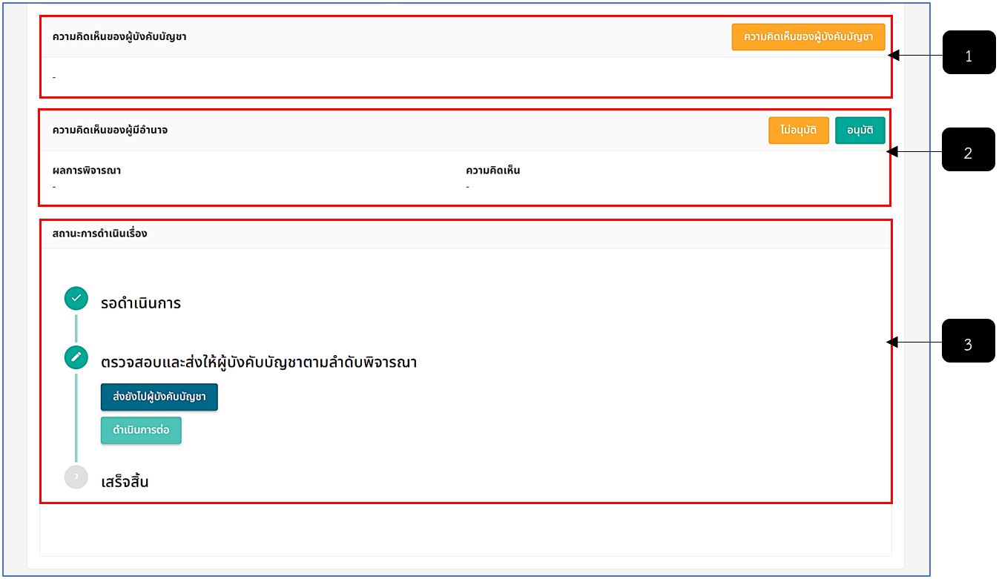 ความคิดเห็นของผู้บังคับบัญชา
ความคิดเห็นของผู้บังคับบัญชา
1
-
ความคิดเห็นของผู้มีอำนาจ
ไม่อนุมัติ
อนุมัติ
2
ผลการพิจารณา
ความคิดเห็น
-
-
สถานะการดำเนินเรื่อง
รอดำเนินการ
3
ตรวจสอบและส่งให้ผู้บังคับบัญชาตามลำดับพิจารณา
ส่งยังไปผู้บังคับบัญชา
ดำเนินการต่อ
3
เสร็จสิ้น